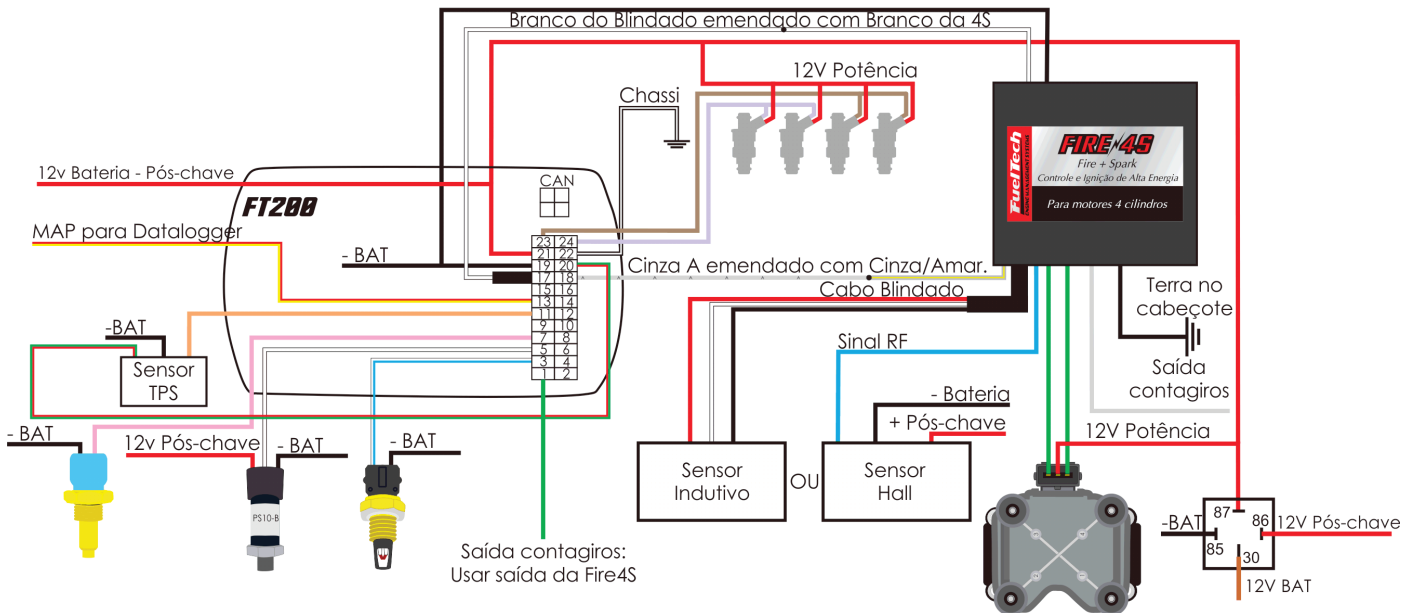 Branco do Blindado emendado com Branco da 4S
12V Potência
Chassi
12v Bateria - Pós-chave
CAN
FT200
MAP para Datalogger
- BAT
23 24
21 22
19 20
17 18
15 16
13 14
11 12
9 10
7 8
5 6
3 4
1 2
Cinza A emendado com Cinza/Amar.
Cabo Blindado
FuelTech
ENGINE MANAGEMENT SYSTEMS
FIRE 4S
Fire + Spark
Controle e Ignição de Alta Energia
Para motores 4 cilindros
Terra no
cabeçote
Saída
contagiros
Sinal RF
-BAT
Sensor
TPS
- BAT
12v Pós-chave
- BAT
- BAT
PS10-B
Saída contagiros:
Usar saída da Fire4S
- Bateria
+ Pós-chave
Sensor
Indutivo
OU
Sensor
Hall
12V Potência
87
86
12V Pós-chave
-BAT
85
30
12V BAT